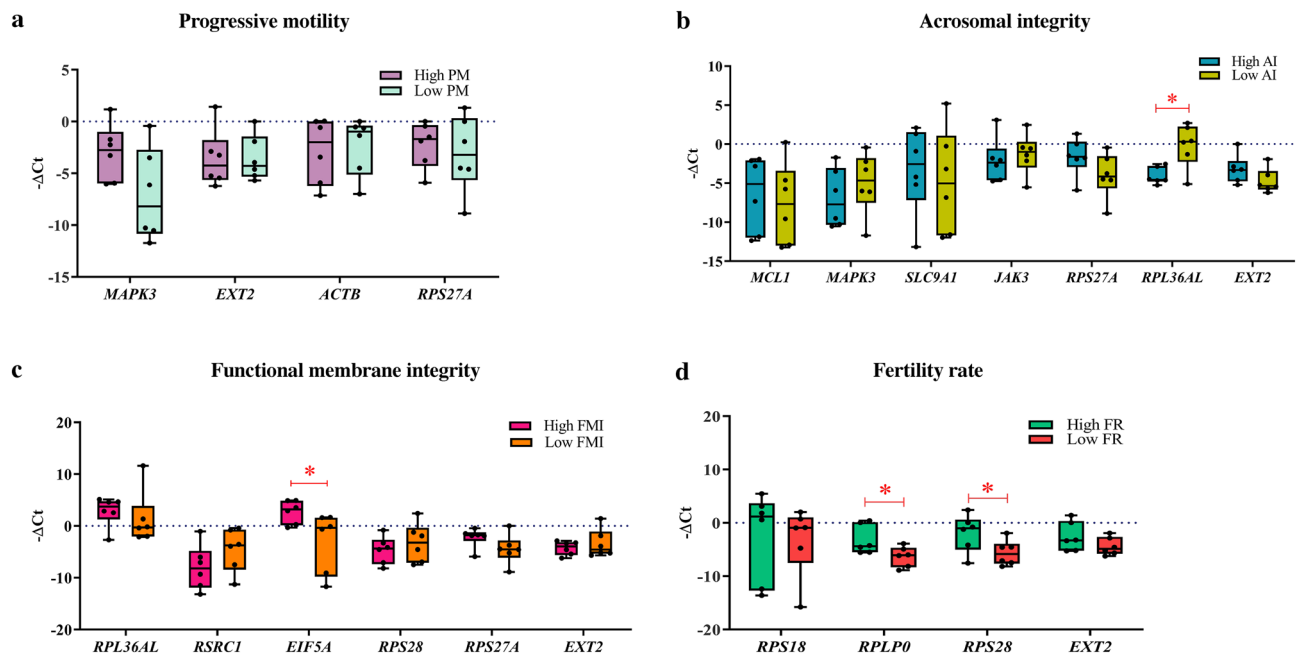 a
Progressive motility
High PM
Low PM
-ΔCt
5
0
-5
-10
-15
MAPK3 EXT2 ACTB RPS27A
b
Acrosomal integrity
High AI
Low AI
*
-ΔCt
10
5
0
-5
-10
-15
MCL1 MAPK3 SLC9A1 JAK3 RPS27A RPL36AL EXT2
c
Functional membrane integrity
High FMI
Low FMI
*
-ΔCt
20
10
0
-10
-20
RPL36AL RSRC1 EIF5A RPS28 RPS27A EXT2
d
Fertility rate
High FR
Low FR
* *
-ΔCt
20
10
0
-10
-20
RPS18 RPLP0 RPS28 EXT2